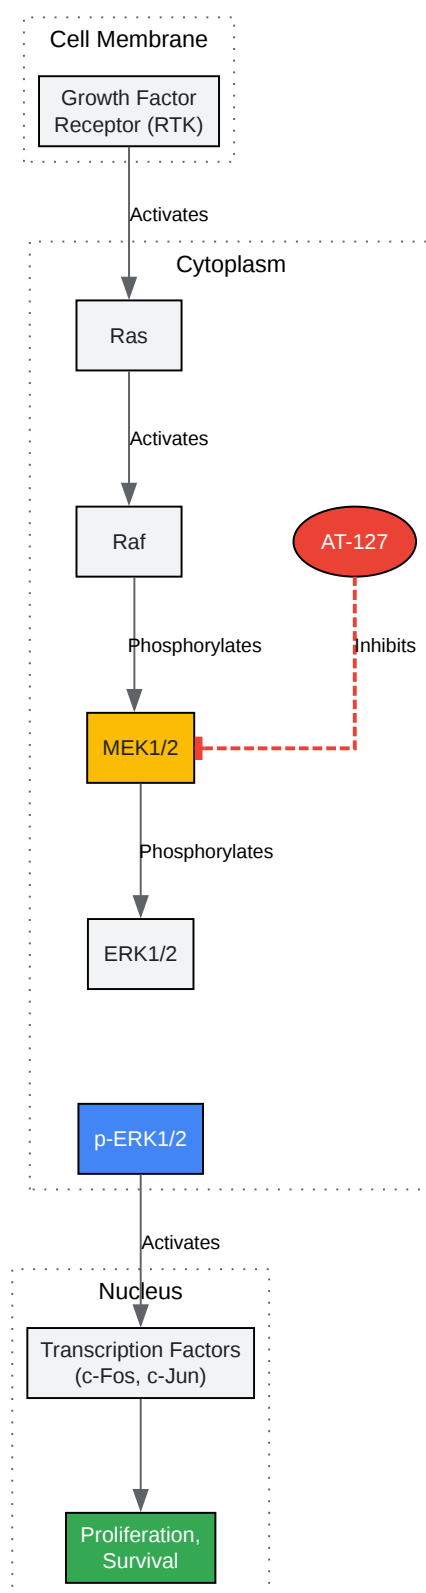 Cell Membrane
Growth Factor
Receptor (RTK)
Activates
Cytoplasm
Ras
Activates
Raf
AT-127
Phosphorylates
Inhibits
MEK1/2
Phosphorylates
ERK1/2
p-ERK1/2
Activates
Nucleus
Transcription Factors
(c-Fos, c-Jun)
Proliferation,
Survival